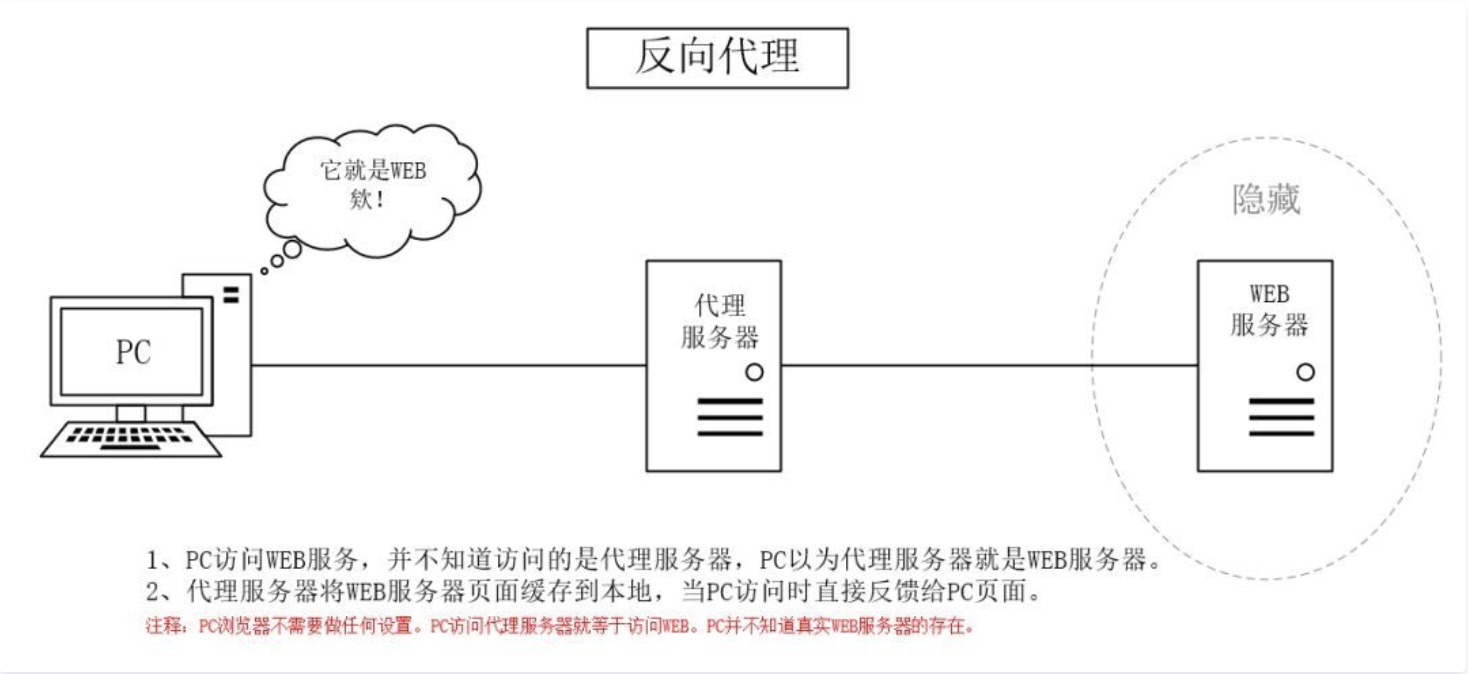 反向代理
它就是WEB
欸！
隐藏
PC
代理
服务器
WEB
服务器
1、PC访问WEB服务，并不知道访问的是代理服务器，PC以为代理服务器就是WEB服务器。
2、代理服务器将WEB服务器页面缓存到本地，当PC访问时直接反馈给PC页面。
注释：PC浏览器不需要做任何设置。PC访问代理服务器就等于访问WEB。PC并不知道真实WEB服务器的存在。